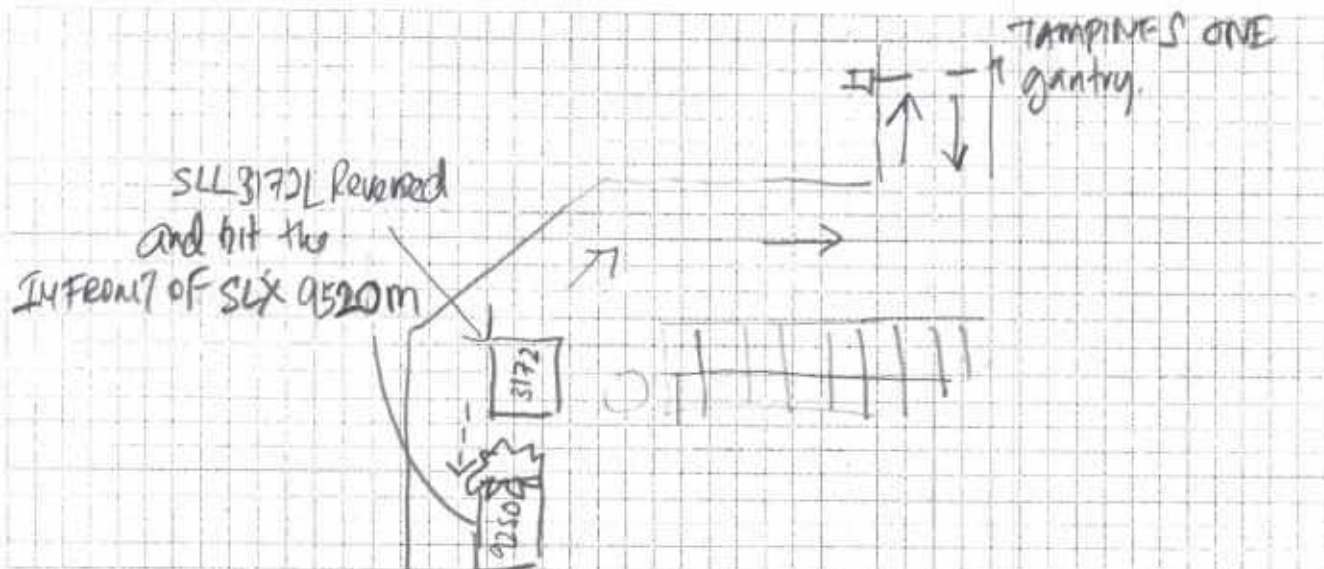 TAMPINES ONE
gantry.
SLL3172L Reversed
and hit the
INFRONT OF SLX 9520m
3172
9250